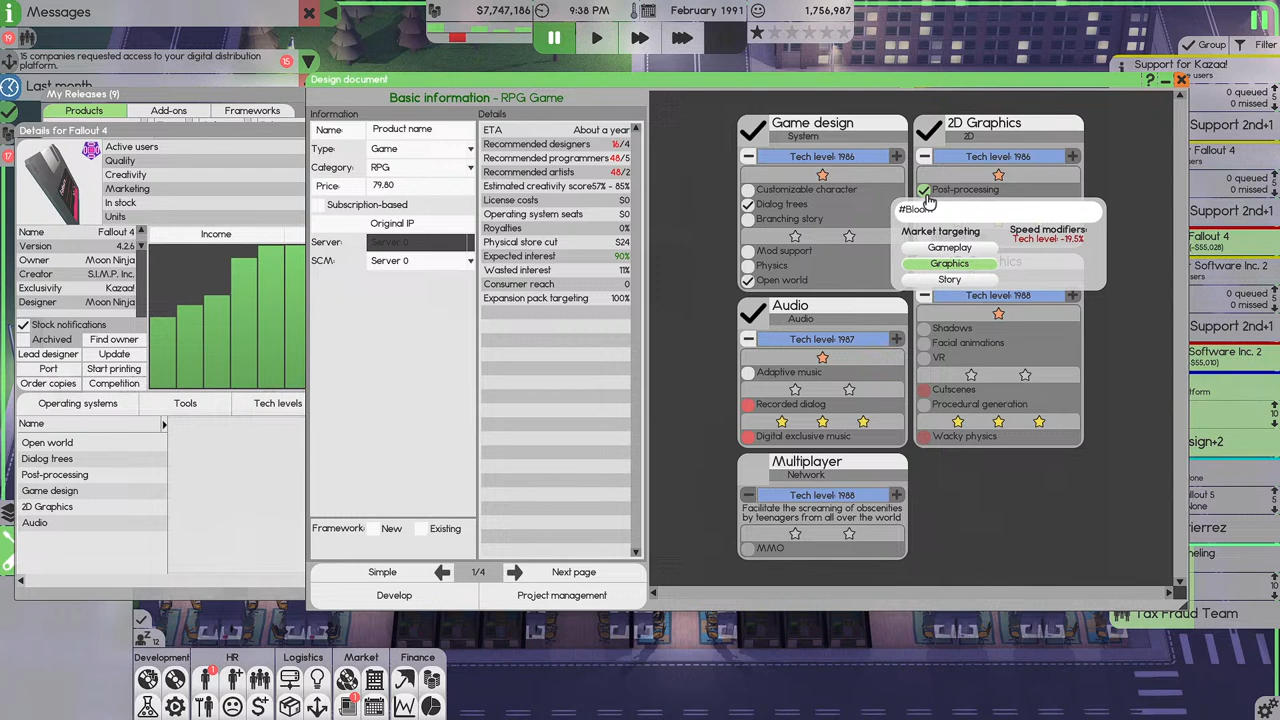 Messages
$7,747,186
9:38 PM
February 1991
1,756,987
19
15 companies requested access to your digital distribution platform.
15
Group
Filter
Last month
My Releases (9)
Products
Add-ons
Frameworks
17
Details for Fallout 4
Active users
Quality
Creativity
Marketing
In stock
Units
Name Fallout 4
Version 4.2.6
Owner Moon Ninja
Creator S.I.M.P. Inc.
Exclusivity Kazaa!
Designer Moon Ninja
Income
Stock notifications
Archived
Find owner
Lead designer
Update
Port
Start printing
Order copies
Competition
Operating systems
Tools
Tech levels
Name
Open world
Dialog trees
Post-processing
Game design
2D Graphics
Audio
Design document
?
Basic information - RPG Game
Information
Name: Product name
Type: Game
Category: RPG
Price: 79.80
Subscription-based
Original IP
Server: Server 0
SCM: Server 0
Framework: New Existing
Details
ETA About a year
Recommended designers 16/4
Recommended programmers 48/5
Recommended artists 48/2
Estimated creativity score 57% - 85%
License costs $0
Operating system seats 0
Royalties 0%
Physical store cut $24
Expected interest 90%
Wasted interest 11%
Consumer reach 0
Expansion pack targeting 100%
Simple
1/4
Next page
Develop
Project management
Game design
System
Tech level: 1986
Customizable character
Dialog trees
Branching story
Mod support
Physics
Open world
2D Graphics
2D
Tech level: 1986
Post-processing
Market targeting
Gameplay
Graphics
Story
Speed modifiers:
Tech level: -19.5%
Tech level: 1988
Shadows
Facial animations
VR
Cutscenes
Procedural generation
Wacky physics
Audio
Audio
Tech level: 1987
Adaptive music
Recorded dialog
Digital exclusive music
Multiplayer
Network
Tech level: 1988
Facilitate the screaming of obscenities
by teenagers from all over the world
MMO
Support for Kazaa!
0 queued
0 missed
Support 2nd+1
0 queued
0 missed
Support 2nd+1
Software Inc. 2
0 queued
0 missed
Support 2nd+1
Software Inc. 2
Tax Fraud Team
12
Development
HR
Logistics
Market
Finance
1
1